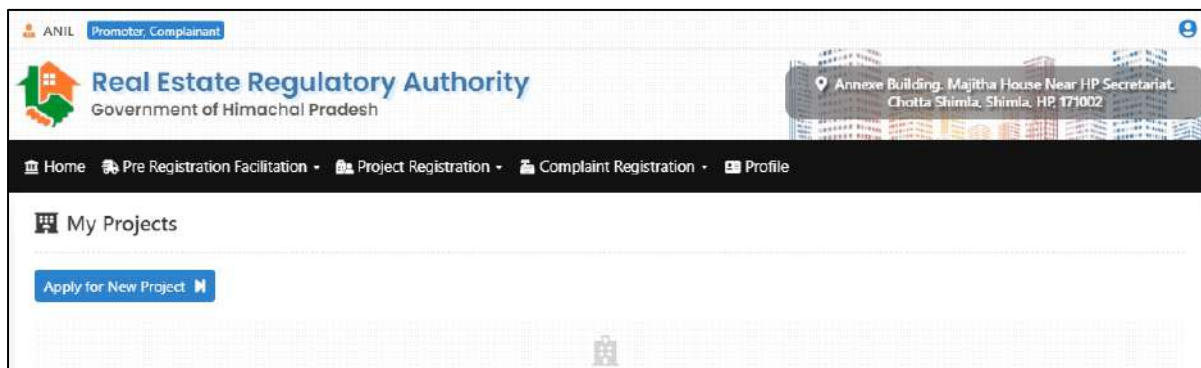 ANIL Promoter, Complainant
Real Estate Regulatory Authority
Government of Himachal Pradesh
Annexe Building, Majitha House Near HP Secretariat,
Chotta Shimla, Shimla, HP, 171002
Home Pre Registration Facilitation Project Registration Complaint Registration Profile
My Projects
Apply for New Project